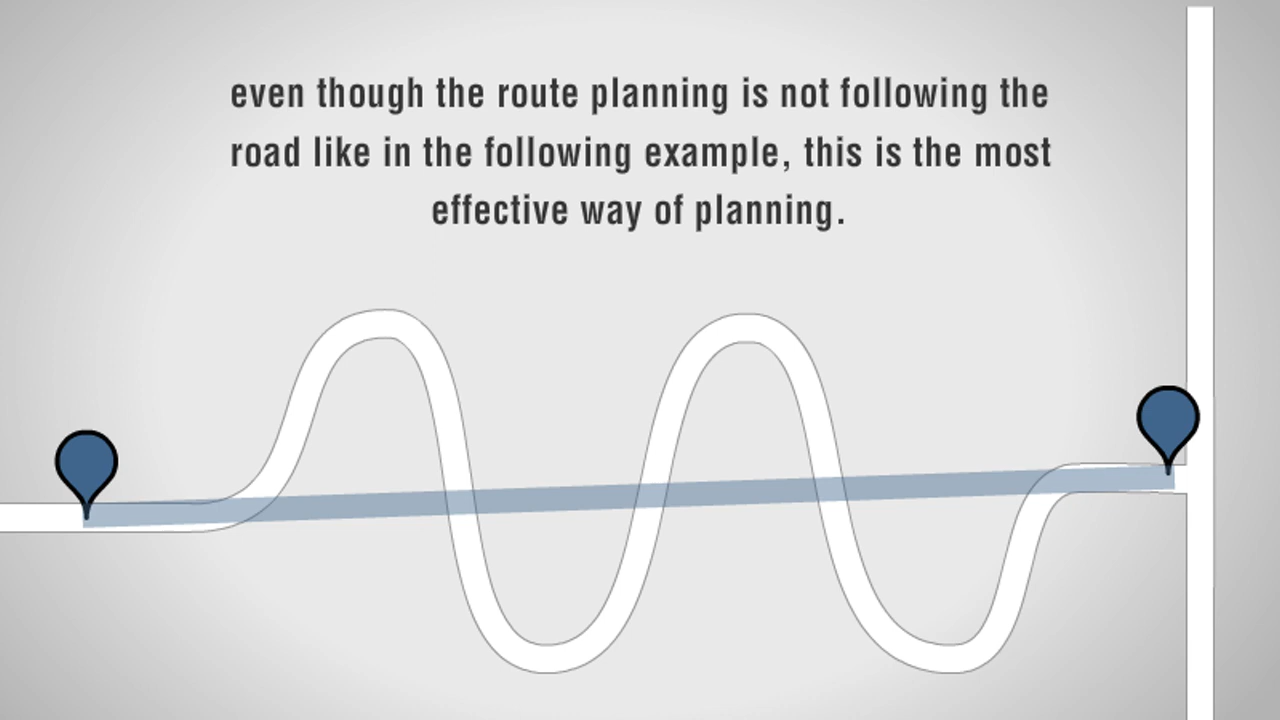 even though the route planning is not following the
road like in the following example, this is the most
effective way of planning.